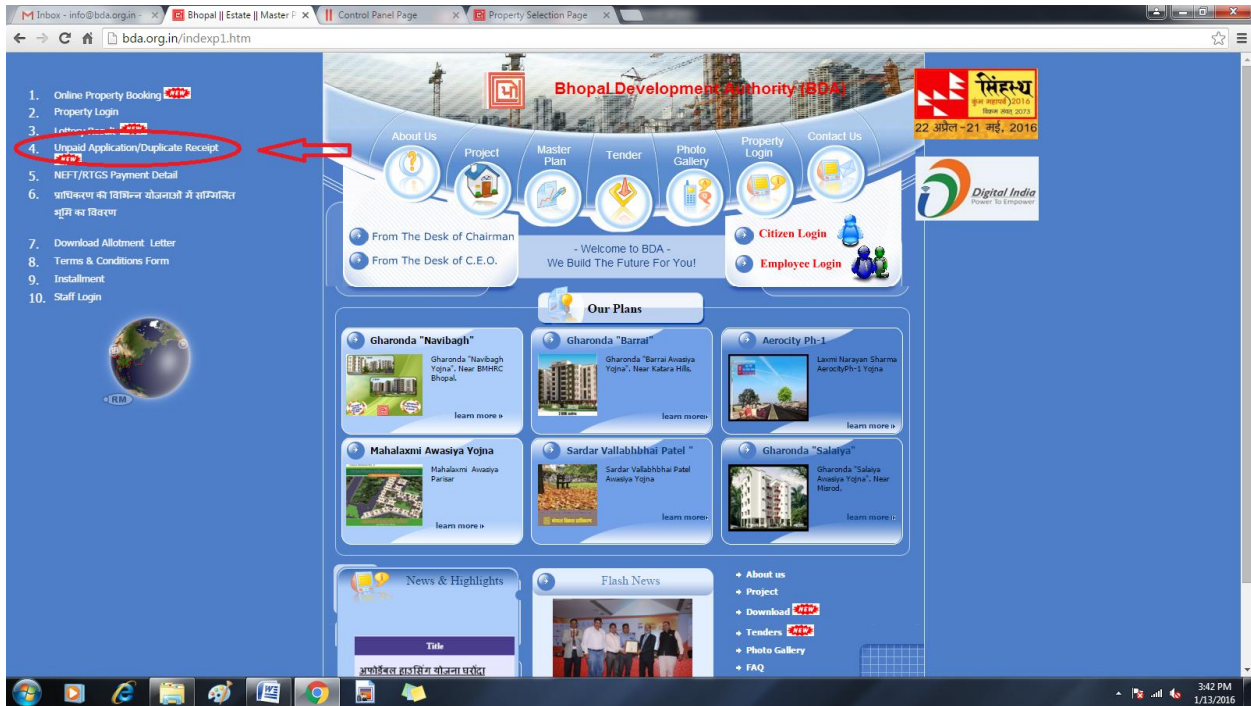 Inbox - info@bda.org.in -
Bhopal || Estate || Master P
Control Panel Page
Property Selection Page
bda.org.in/indexp1.htm
1. Online Property Booking NEW
2. Property Login
3. Lottery Result NEW
4. Unpaid Application/Duplicate Receipt
NEW
5. NEFT/RTGS Payment Detail
6. प्राधिकरण की विभिन्न योजनाओं में सम्मिलित
भूमि का विवरण
7. Download Allotment Letter
8. Terms & Conditions Form
9. Installment
10. Staff Login
RM
Bhopal Development Authority (BDA)
About Us
Project
Master
Plan
Tender
Photo
Gallery
Property
Login
Contact Us
From The Desk of Chairman
From The Desk of C.E.O.
- Welcome to BDA -
We Build The Future For You!
Citizen Login
Employee Login
सिंहस्थ
22 अप्रैल-21 मई, 2016
Digital India
Power To Empower
Our Plans
Gharonda "Navibagh"
Gharonda "Navibagh
Yojna". Near BMHRC
Bhopal.
learn more
Gharonda "Barrai"
Gharonda "Barrai Awasiya
Yojna". Near Katara Hills.
learn more
Aerocity Ph-1
Laxmi Narayan Sharma
AerocityPh-1 Yojna
learn more
Mahalaxmi Awasiya Yojna
Mahalaxmi Awasiya
Parisar
learn more
Sardar Vallabhbhai Patel "
Sardar Vallabhbhai Patel
Awasiya Yojna
learn more
Gharonda "Salaiya"
Gharonda "Salaiya
Awasiya Yojna". Near
Misrod.
learn more
News & Highlights
Title
अफोर्डेबल हाउसिंग योजना घरोंदा
Flash News
About us
Project
Download NEW
Tenders NEW
Photo Gallery
FAQ
3:42 PM
1/13/2016